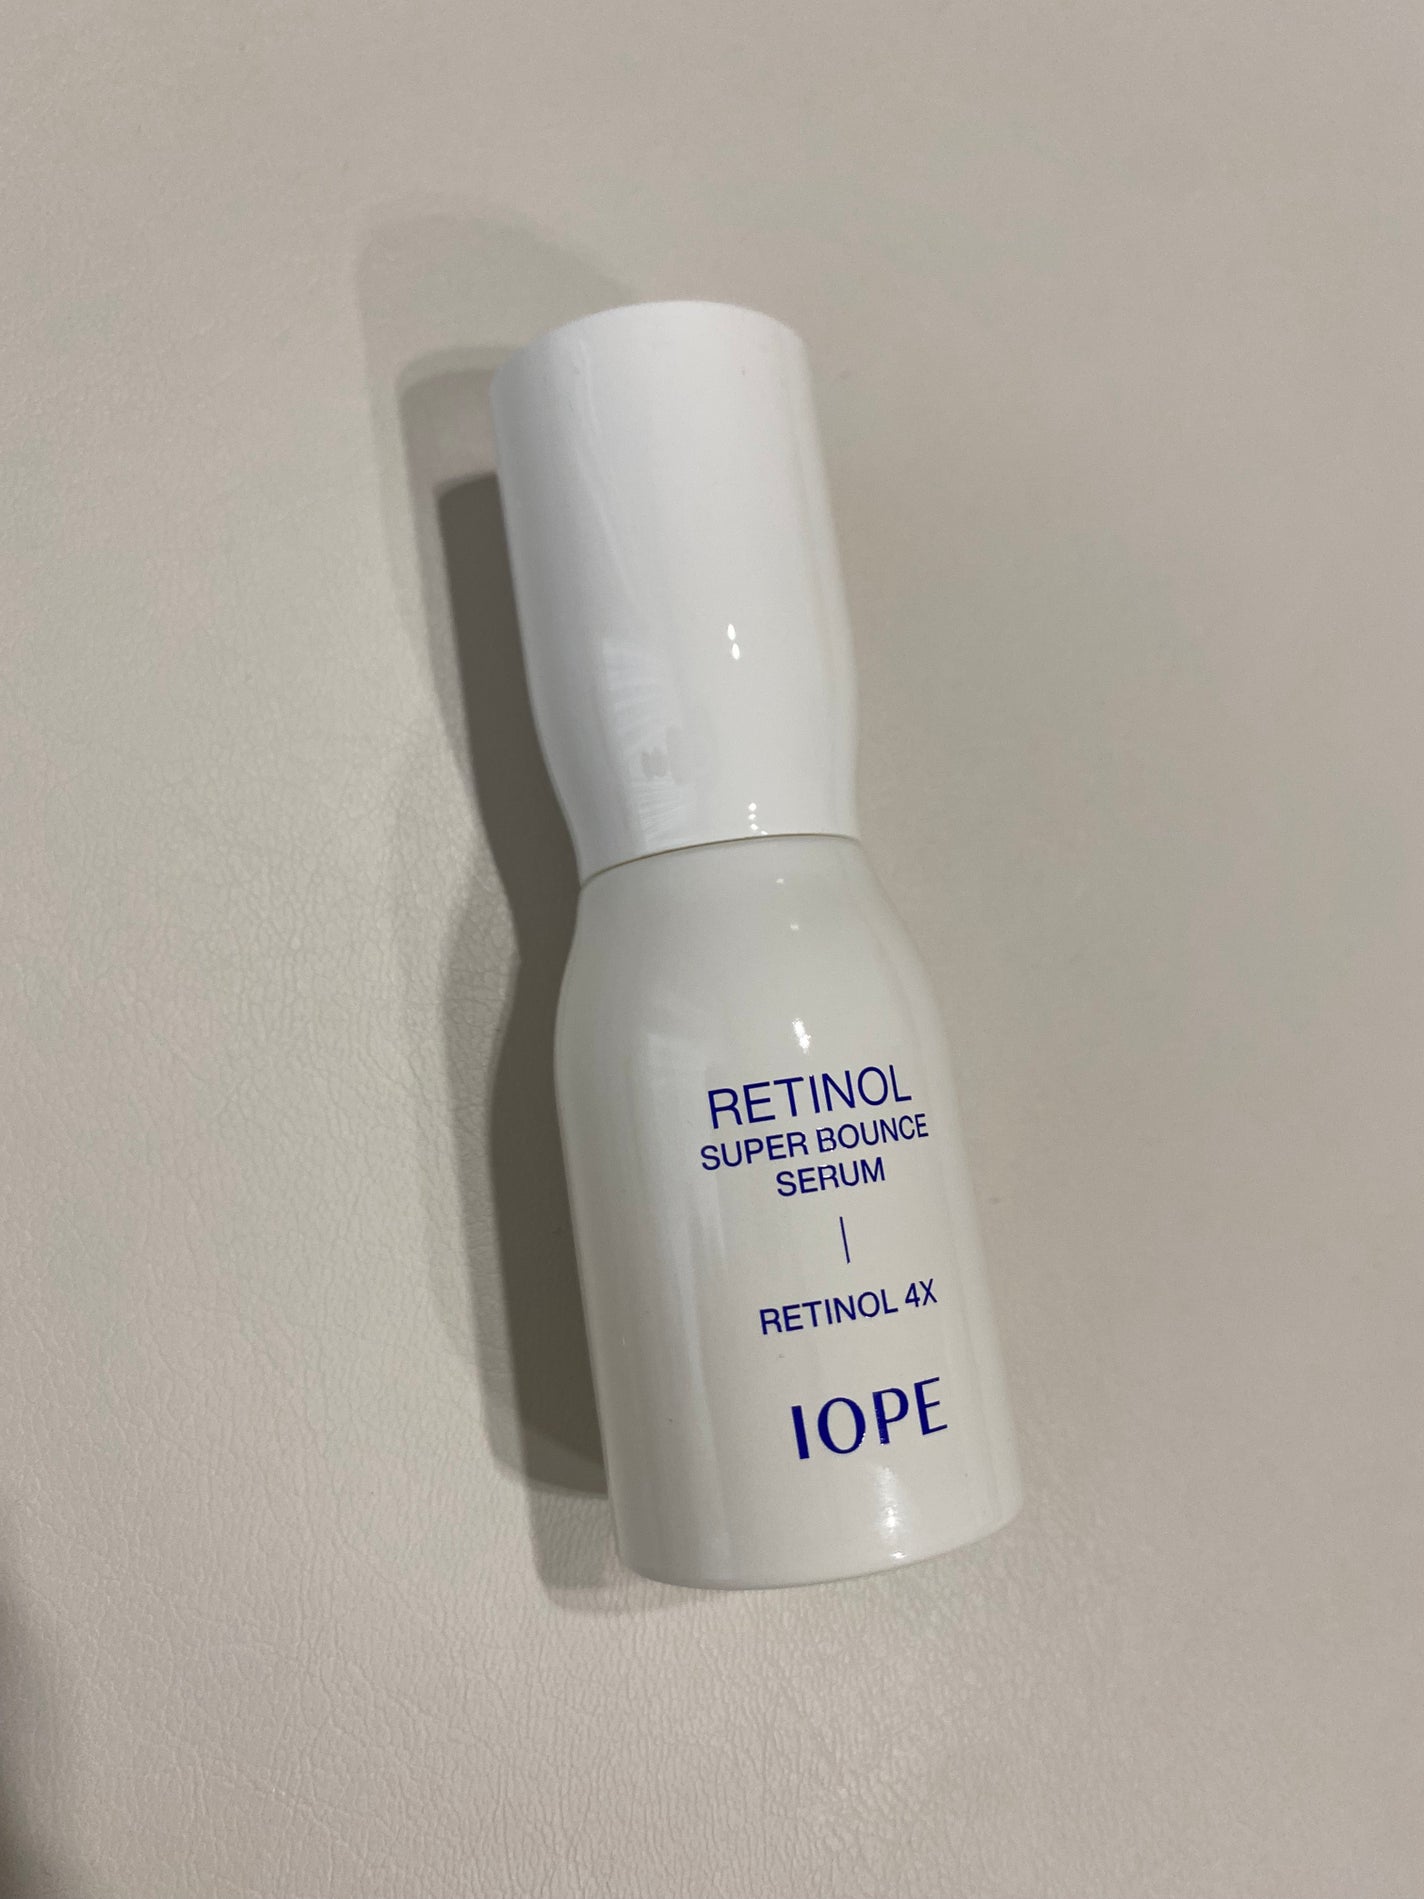 RETINOL
SUPER BOUNCE
SERUM
RETINOL 4X
IOPE